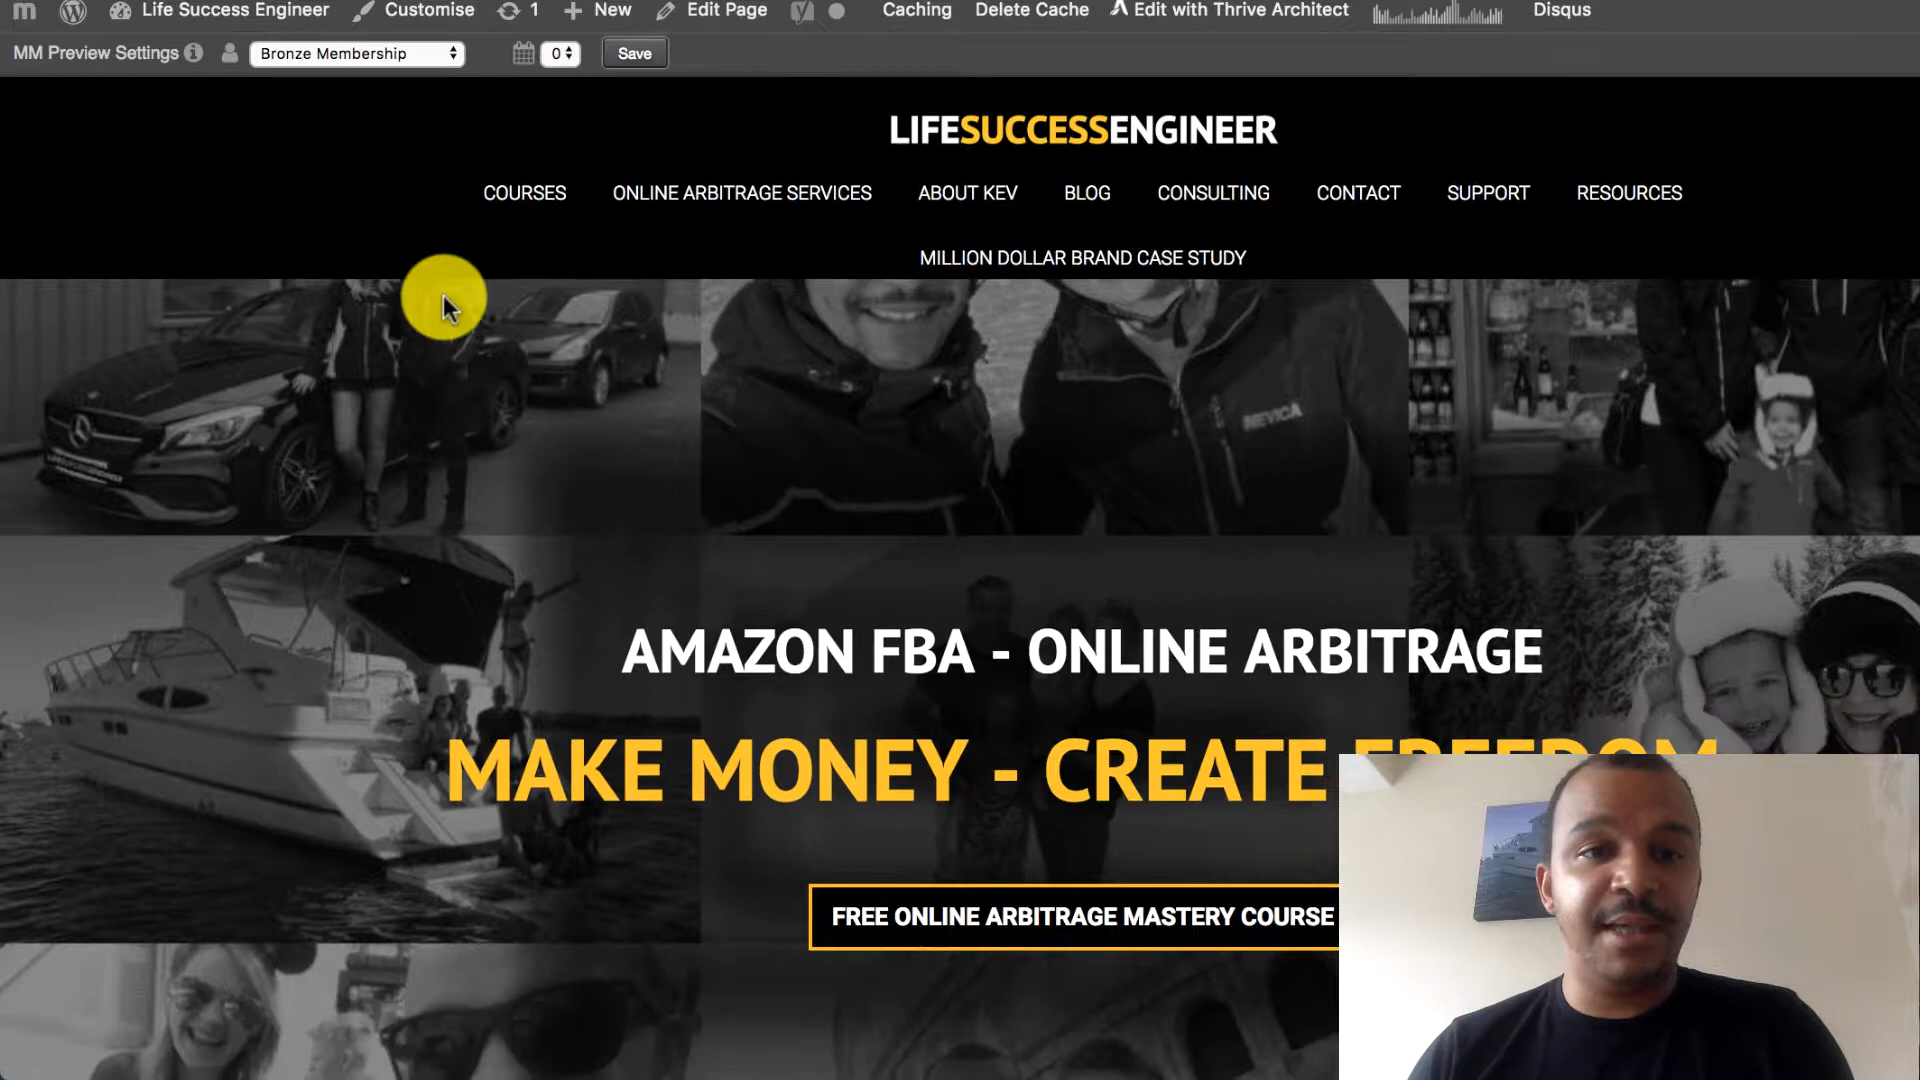 Life Success Engineer Customise 1 New Edit Page Caching Delete Cache Edit with Thrive Architect Disqus
MM Preview Settings Bronze Membership 0 Save
LIFESUCCESSENGINEER
COURSES ONLINE ARBITRAGE SERVICES ABOUT KEV BLOG CONSULTING CONTACT SUPPORT RESOURCES
MILLION DOLLAR BRAND CASE STUDY
NEVICA
AMAZON FBA - ONLINE ARBITRAGE
MAKE MONEY - CREATE FREEDOM
FREE ONLINE ARBITRAGE MASTERY COURSE